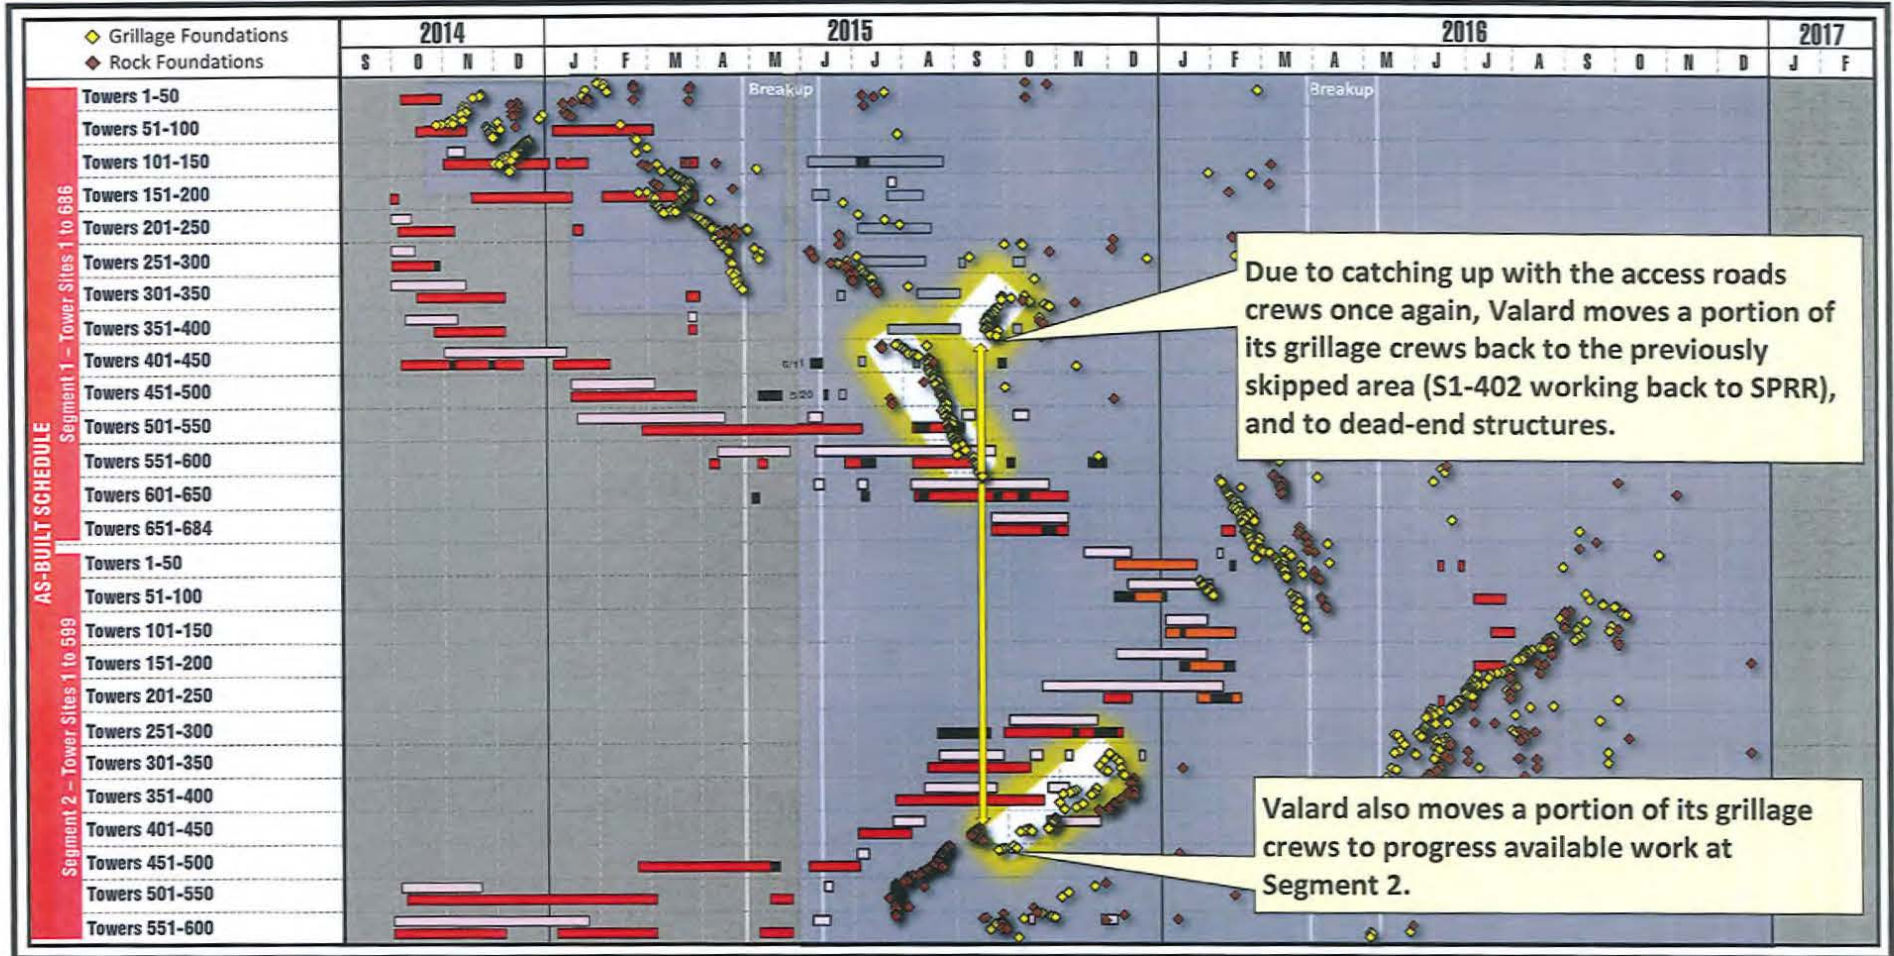 Grillage Foundations
Rock Foundations
2014
2015
2016
2017
S O N D J F M A M J J A S O N D J F M A M J J A S O N D J F
Breakup
Breakup
AS-BUILT SCHEDULE
Segment 1 – Tower Sites 1 to 686
Towers 1-50
Towers 51-100
Towers 101-150
Towers 151-200
Towers 201-250
Towers 251-300
Towers 301-350
Towers 351-400
Towers 401-450
Towers 451-500
Towers 501-550
Towers 551-600
Towers 601-650
Towers 651-684
Segment 2 – Tower Sites 1 to 599
Towers 1-50
Towers 51-100
Towers 101-150
Towers 151-200
Towers 201-250
Towers 251-300
Towers 301-350
Towers 351-400
Towers 401-450
Towers 451-500
Towers 501-550
Towers 551-600
5/20
Due to catching up with the access roads
crews once again, Valard moves a portion of
its grillage crews back to the previously
skipped area (S1-402 working back to SPRR),
and to dead-end structures.
Valard also moves a portion of its grillage
crews to progress available work at
Segment 2.